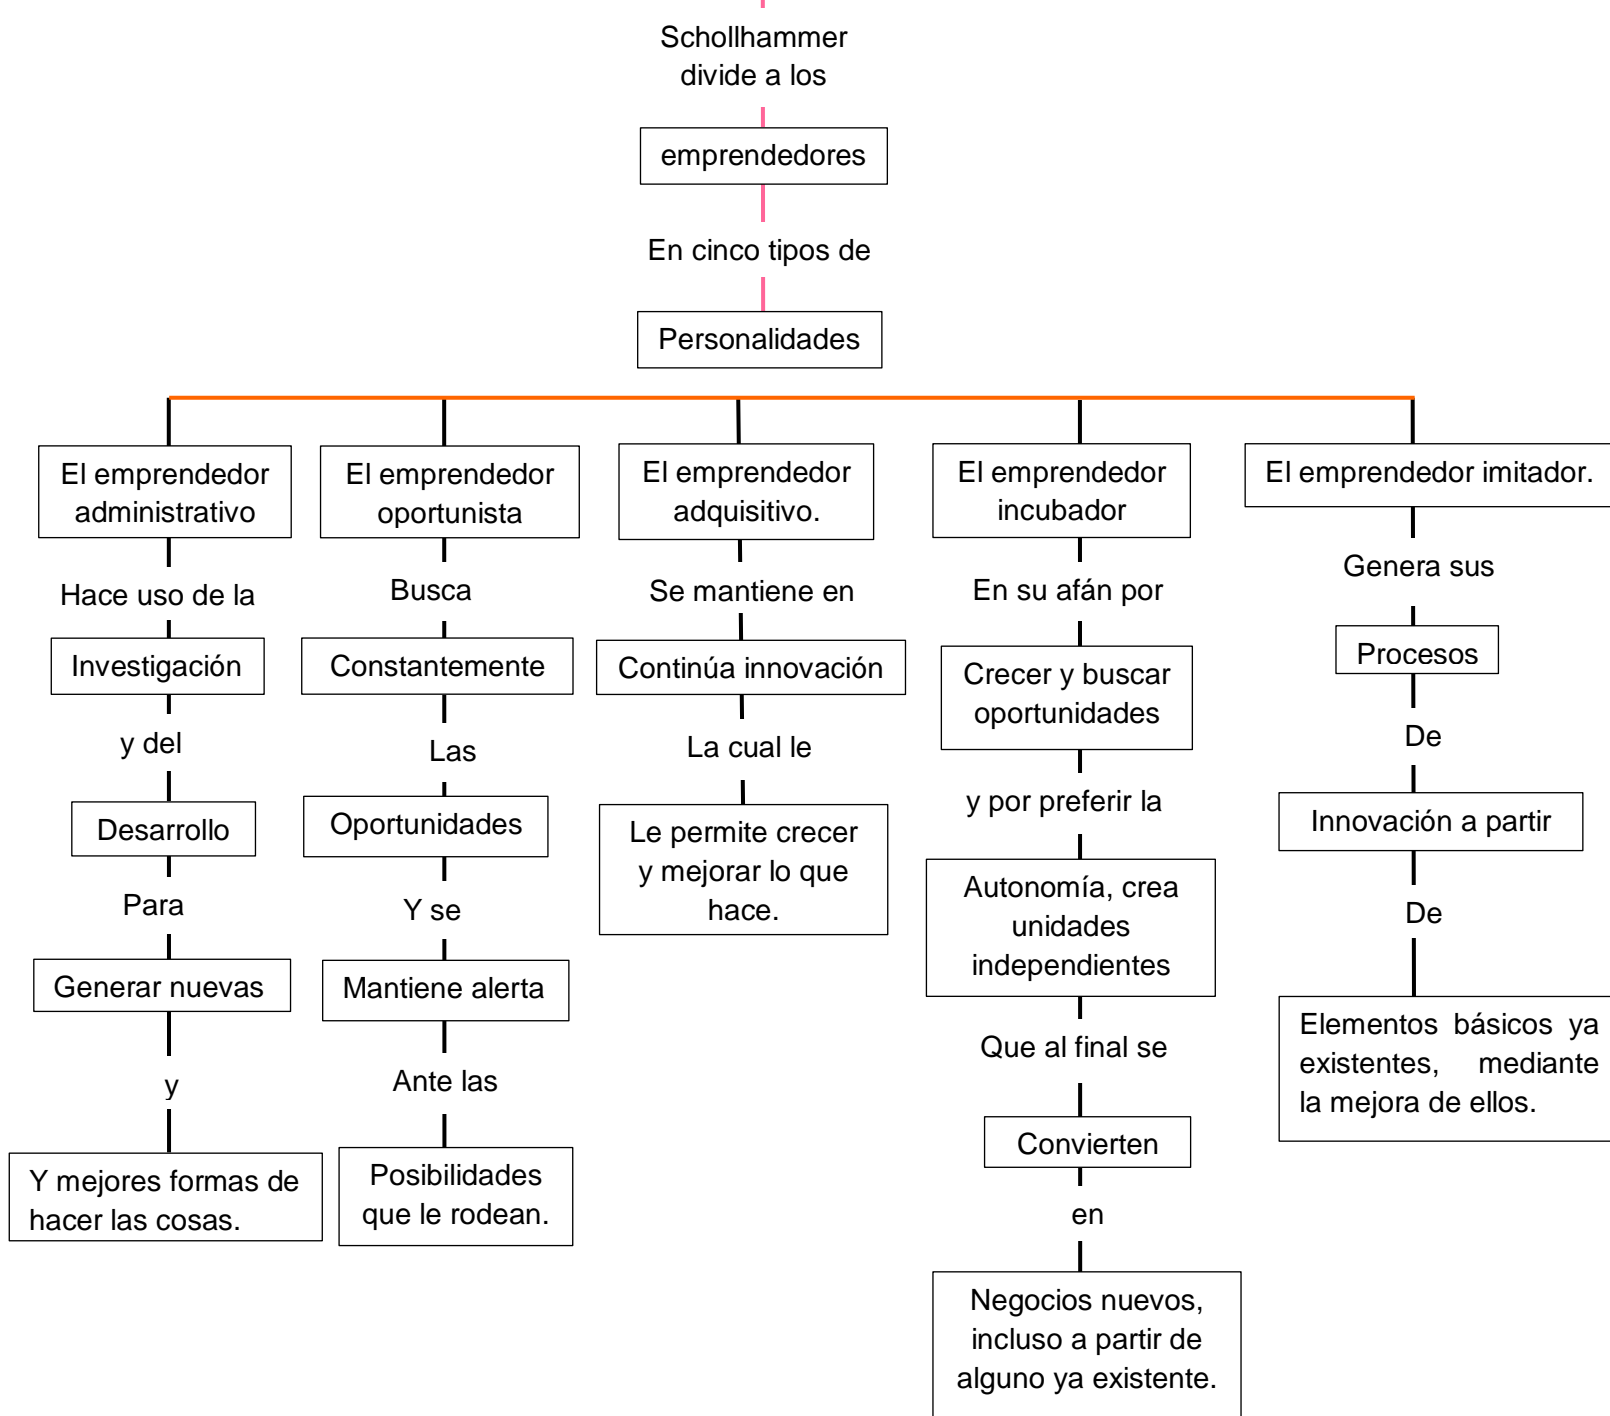 Schollhammer
divide a los
emprendedores
En cinco tipos de
Personalidades
El emprendedor
administrativo
Hace uso de la
Investigación
y del
Desarrollo
Para
Generar nuevas
y
Y mejores formas de
hacer las cosas.
El emprendedor
oportunista
Busca
Constantemente
Las
Oportunidades
Y se
Mantiene alerta
Ante las
Posibilidades
que le rodean.
El emprendedor
adquisitivo.
Se mantiene en
Continúa innovación
La cual le
Le permite crecer
y mejorar lo que
hace.
El emprendedor
incubador
En su afán por
Crecer y buscar
oportunidades
y por preferir la
Autonomía, crea
unidades
independientes
Que al final se
Convierten
en
Negocios nuevos,
incluso a partir de
alguno ya existente.
El emprendedor imitador.
Genera sus
Procesos
De
Innovación a partir
De
Elementos básicos ya
existentes, mediante
la mejora de ellos.